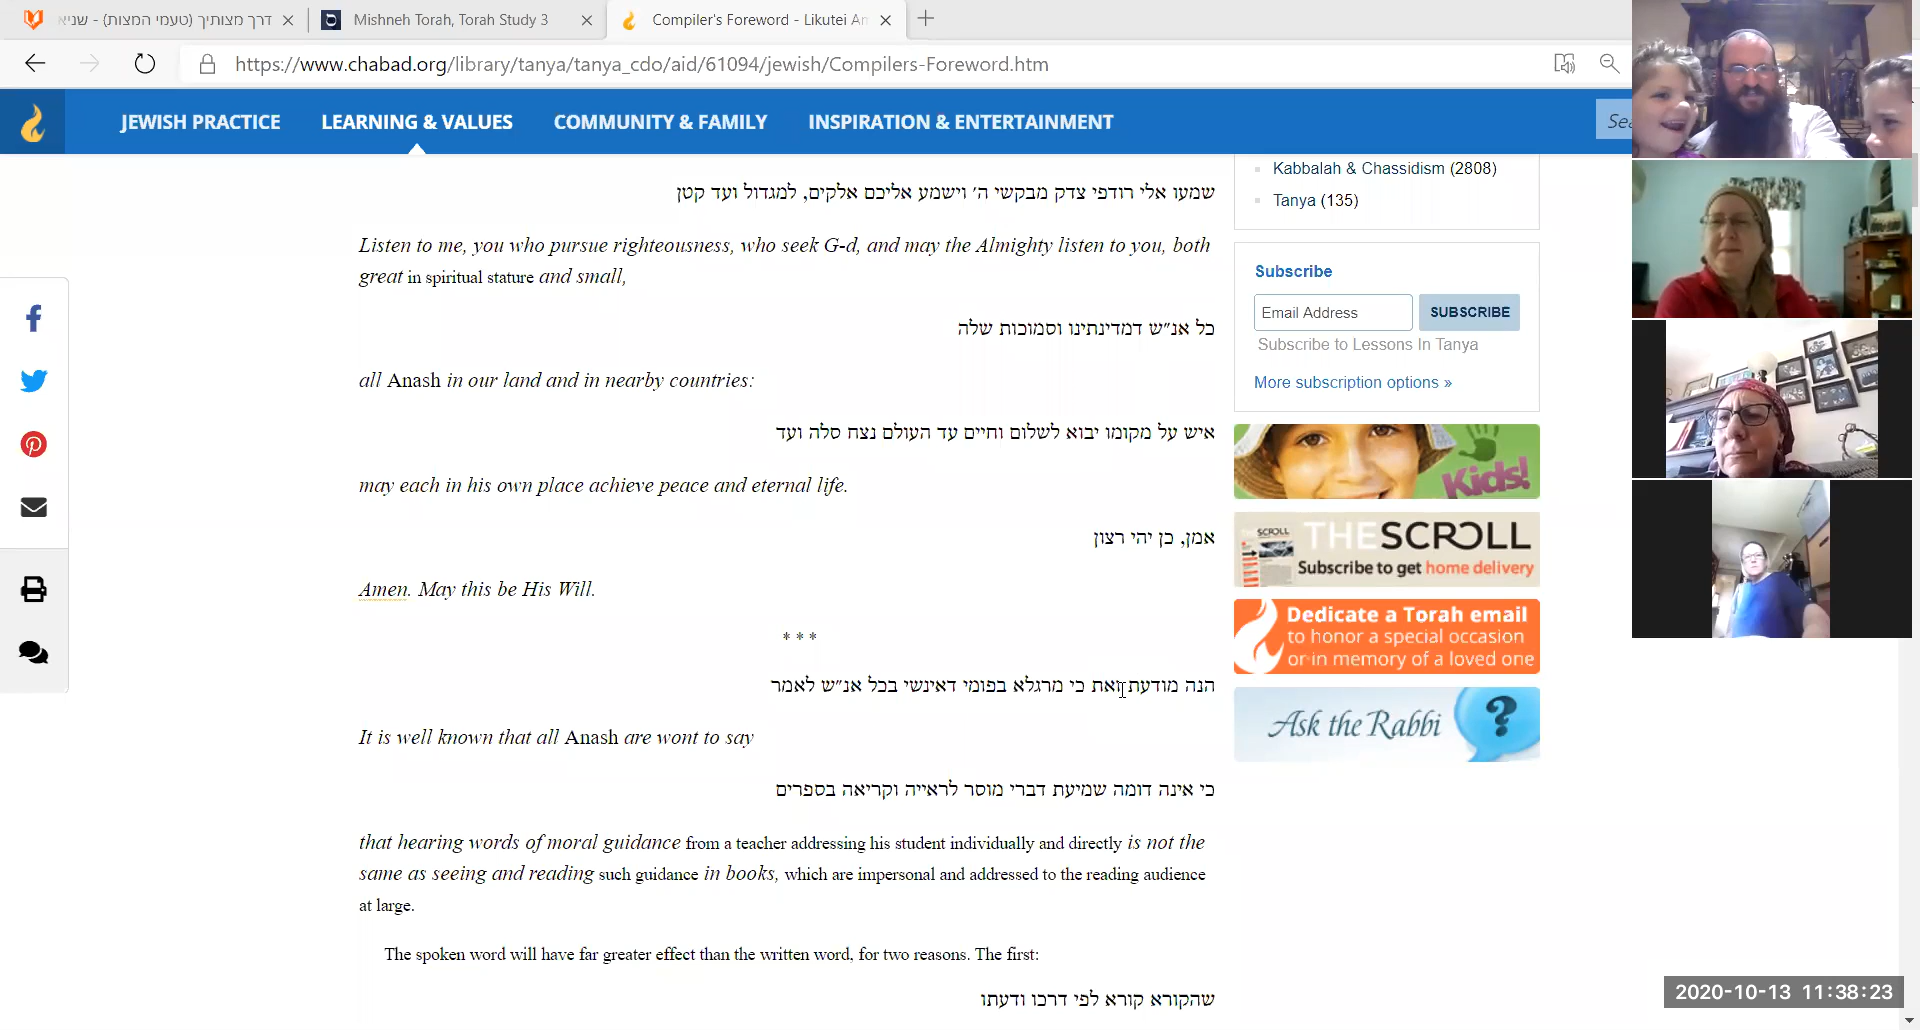 דרך מצותיך (טעמי המצות) - שניא
Mishneh Torah, Torah Study 3
Compiler's Foreword - Likutei Am
https://www.chabad.org/library/tanya/tanya_cdo/aid/61094/jewish/Compilers-Foreword.htm
JEWISH PRACTICE
LEARNING & VALUES
COMMUNITY & FAMILY
INSPIRATION & ENTERTAINMENT
Sea
שמעו אלי רודפי צדק מבקשי ה׳ וישמע אליכם אלקים, למגדול ועד קטן
Listen to me, you who pursue righteousness, who seek G-d, and may the Almighty listen to you, both
great in spiritual stature and small,
כל אנ״ש דמדינתינו וסמוכות שלה
all Anash in our land and in nearby countries:
איש על מקומו יבוא לשלום וחיים עד העולם נצח סלה ועד
may each in his own place achieve peace and eternal life.
אמן, כן יהי רצון
Amen. May this be His Will.
* * *
הנה מודעת זאת כי מרגלא בפומי דאינשי בכל אנ״ש לאמר
It is well known that all Anash are wont to say
כי אינה דומה שמיעת דברי מוסר לראייה וקריאה בספרים
that hearing words of moral guidance from a teacher addressing his student individually and directly is not the
same as seeing and reading such guidance in books, which are impersonal and addressed to the reading audience
at large.
The spoken word will have far greater effect than the written word, for two reasons. The first:
שהקורא קורא לפי דרכו ודעתו
Kabbalah & Chassidism (2808)
Tanya (135)
Subscribe
Email Address
SUBSCRIBE
Subscribe to Lessons In Tanya
More subscription options »
Kids!
SCROLL
THE SCROLL
Subscribe to get home delivery
Dedicate a Torah email
to honor a special occasion
or in memory of a loved one
Ask the Rabbi
?
2020-10-13 11:38:23